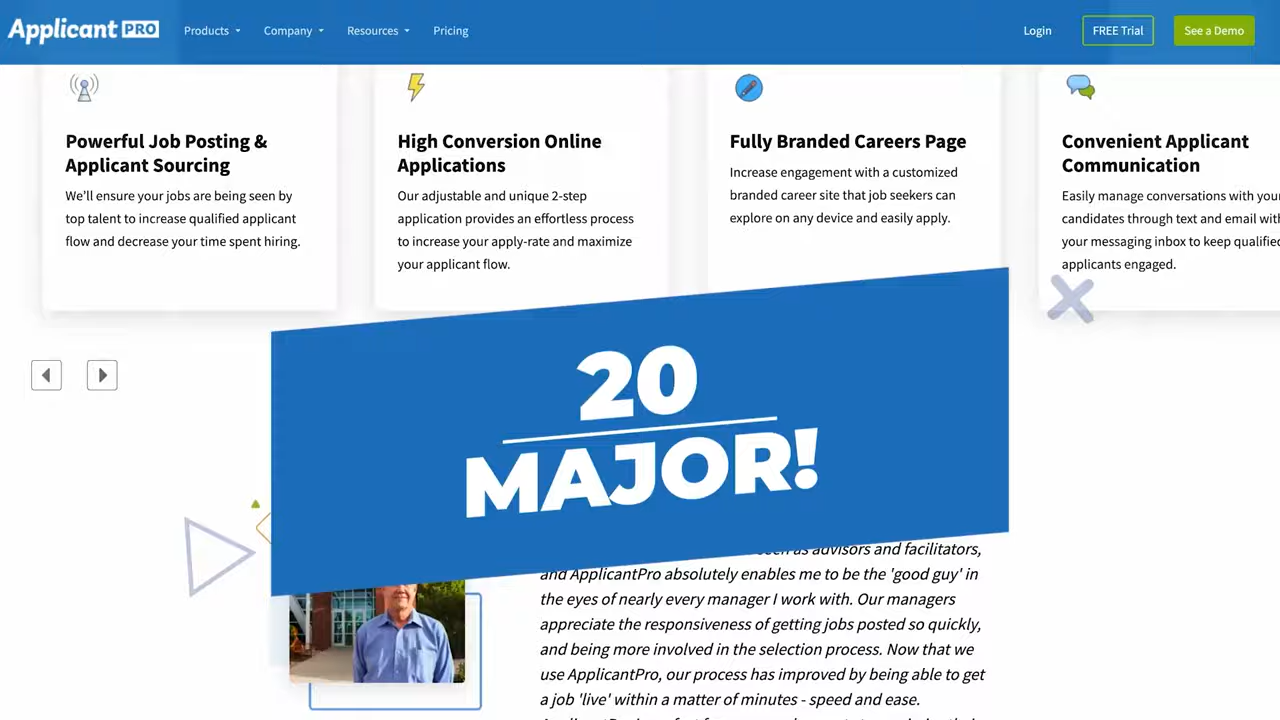 Applicant PRO
Products
Company
Resources
Pricing
Login
FREE Trial
See a Demo
Powerful Job Posting &
Applicant Sourcing
We'll ensure your jobs are being seen by
top talent to increase qualified applicant
flow and decrease your time spent hiring.
High Conversion Online
Applications
Our adjustable and unique 2-step
application provides an effortless process
to increase your apply-rate and maximize
your applicant flow.
Fully Branded Careers Page
Increase engagement with a customized
branded career site that job seekers can
explore on any device and easily apply.
Convenient Applicant
Communication
Easily manage conversations with your
candidates through text and email with
your messaging inbox to keep qualified
applicants engaged.
20
MAJOR!
seen as advisors and facilitators,
and ApplicantPro absolutely enables me to be the 'good guy' in
the eyes of nearly every manager I work with. Our managers
appreciate the responsiveness of getting jobs posted so quickly,
and being more involved in the selection process. Now that we
use ApplicantPro, our process has improved by being able to get
a job 'live' within a matter of minutes - speed and ease.